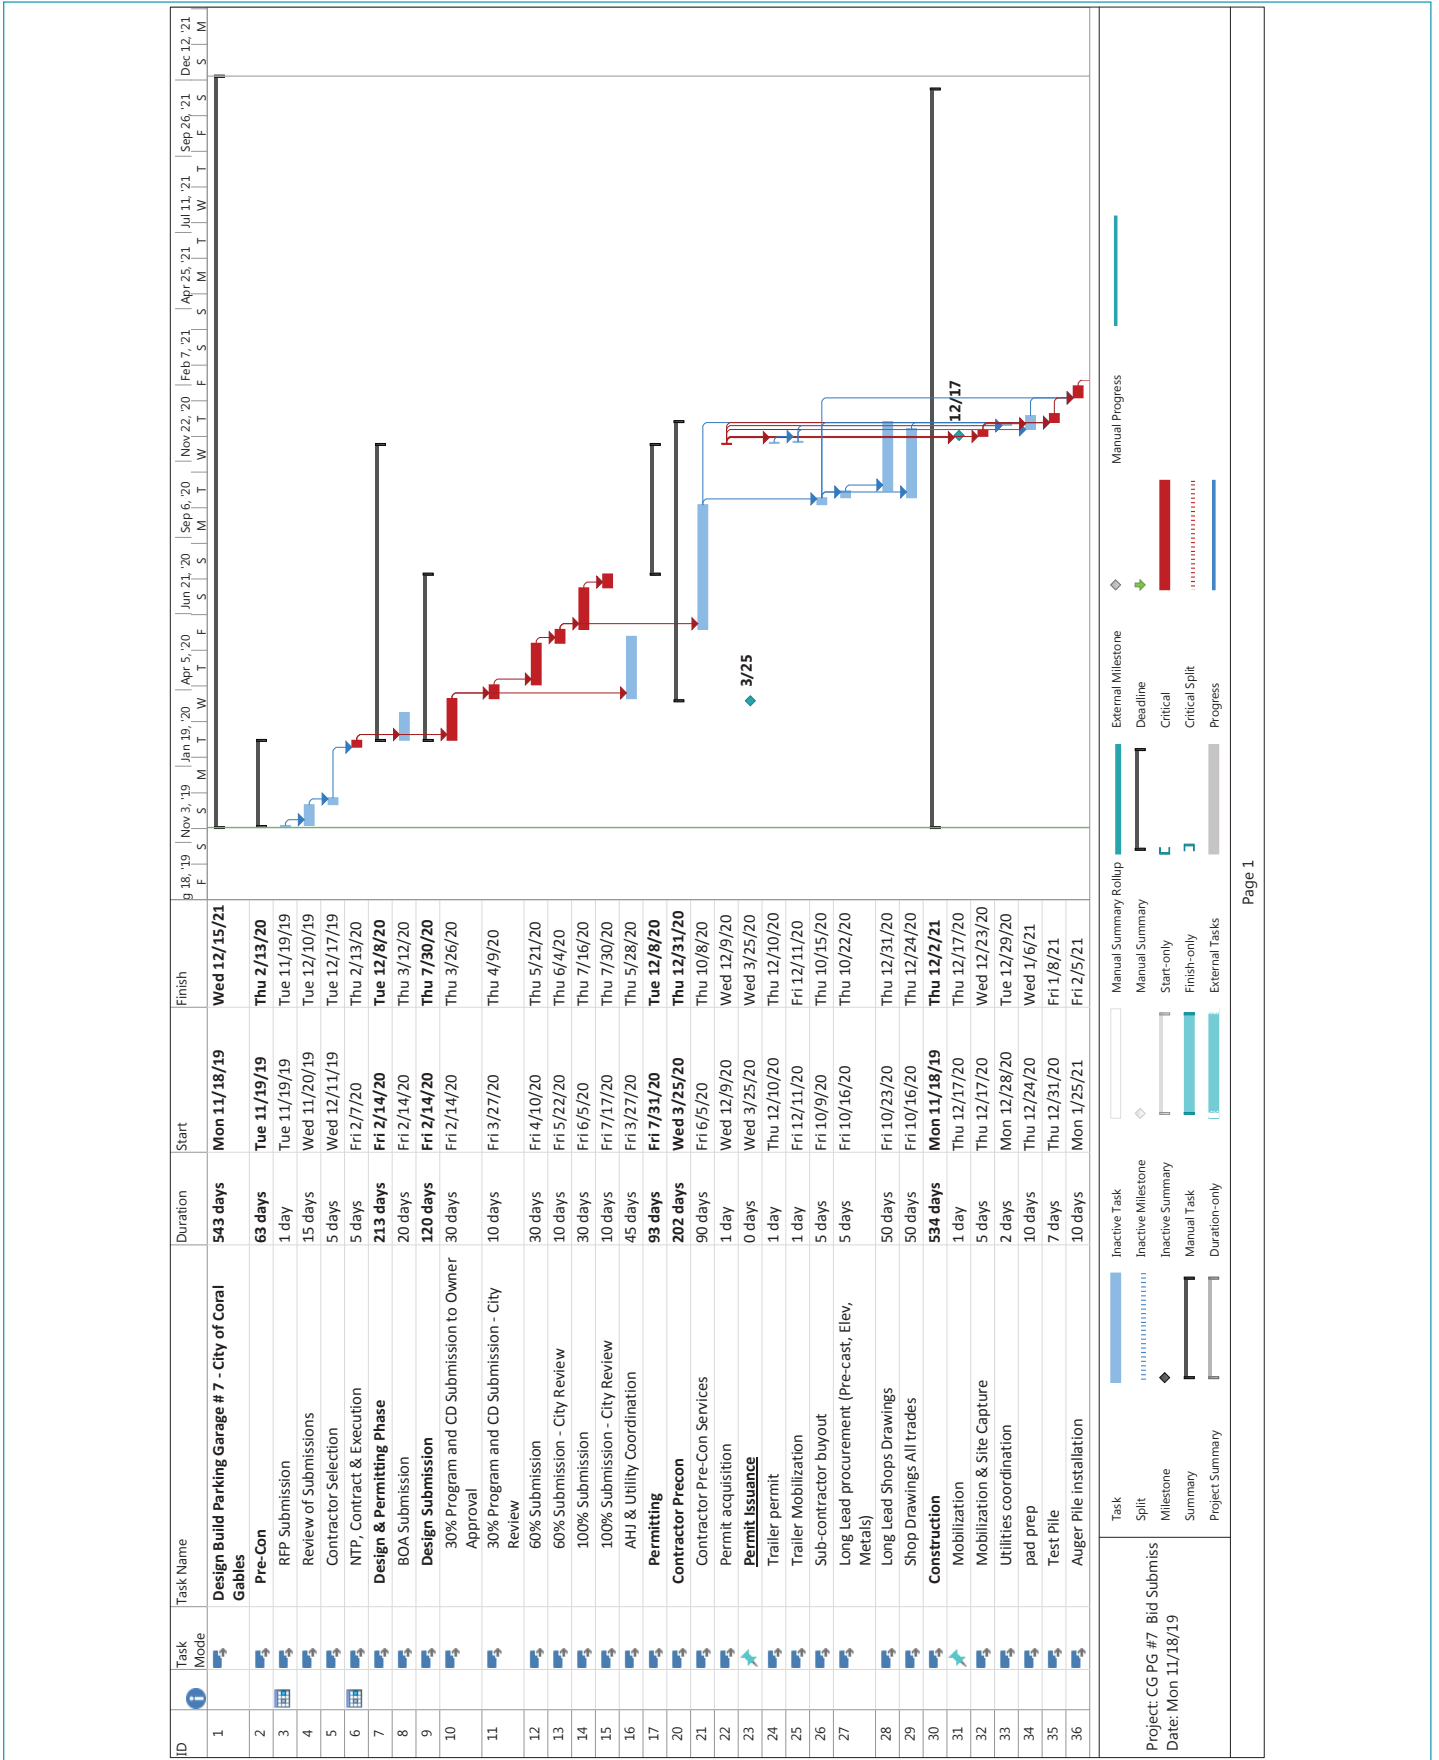 ID Task Mode Task Name Duration Start Finish
g 18, '19 Nov 3, '19 Jan 19, '20 Apr 5, '20 Jun 21, '20 Sep 6, '20 Nov 22, '20 Feb 7, '21 Apr 25, '21 Jul 11, '21 Sep 26, '21 Dec 12, '21
F S S M T W T F S S M T W T F S S M T W T F S S M
1 Design Build Parking Garage # 7 - City of Coral Gables 543 days Mon 11/18/19 Wed 12/15/21
2 Pre-Con 63 days Tue 11/19/19 Thu 2/13/20
3 RFP Submission 1 day Tue 11/19/19 Tue 11/19/19
4 Review of Submissions 15 days Wed 11/20/19 Tue 12/10/19
5 Contractor Selection 5 days Wed 12/11/19 Tue 12/17/19
6 NTP, Contract & Execution 5 days Fri 2/7/20 Thu 2/13/20
7 Design & Permitting Phase 213 days Fri 2/14/20 Tue 12/8/20
8 BOA Submission 20 days Fri 2/14/20 Thu 3/12/20
9 Design Submission 120 days Fri 2/14/20 Thu 7/30/20
10 30% Program and CD Submission to Owner Approval 30 days Fri 2/14/20 Thu 3/26/20
11 30% Program and CD Submission - City Review 10 days Fri 3/27/20 Thu 4/9/20
12 60% Submission 30 days Fri 4/10/20 Thu 5/21/20
13 60% Submission - City Review 10 days Fri 5/22/20 Thu 6/4/20
14 100% Submission 30 days Fri 6/5/20 Thu 7/16/20
15 100% Submission - City Review 10 days Fri 7/17/20 Thu 7/30/20
16 AHJ & Utility Coordination 45 days Fri 3/27/20 Thu 5/28/20
17 Permitting 93 days Fri 7/31/20 Tue 12/8/20
20 Contractor Precon 202 days Wed 3/25/20 Thu 12/31/20
21 Contractor Pre-Con Services 90 days Fri 6/5/20 Thu 10/8/20
22 Permit acquisition 1 day Wed 12/9/20 Wed 12/9/20
23 Permit Issuance 0 days Wed 3/25/20 Wed 3/25/20
3/25
24 Trailer permit 1 day Thu 12/10/20 Thu 12/10/20
25 Trailer Mobilization 1 day Fri 12/11/20 Fri 12/11/20
26 Sub-contractor buyout 5 days Fri 10/9/20 Thu 10/15/20
27 Long Lead procurement (Pre-cast, Elev, Metals) 5 days Fri 10/16/20 Thu 10/22/20
28 Long Lead Shops Drawings 50 days Fri 10/23/20 Thu 12/31/20
29 Shop Drawings All trades 50 days Fri 10/16/20 Thu 12/24/20
30 Construction 534 days Mon 11/18/19 Thu 12/2/21
31 Mobilization 1 day Thu 12/17/20 Thu 12/17/20
12/17
32 Mobilization & Site Capture 5 days Thu 12/17/20 Wed 12/23/20
33 Utilities coordination 2 days Mon 12/28/20 Tue 12/29/20
34 pad prep 10 days Thu 12/24/20 Wed 1/6/21
35 Test Pile 7 days Thu 12/31/20 Fri 1/8/21
36 Auger Pile installation 10 days Mon 1/25/21 Fri 2/5/21
Project: CG PG #7 Bid Submiss
Date: Mon 11/18/19
Task Inactive Task Manual Summary Rollup External Milestone Manual Progress
Split Inactive Milestone Manual Summary Deadline
Milestone Inactive Summary Start-only Critical
Summary Manual Task Finish-only Critical Split
Project Summary Duration-only External Tasks Progress
Page 1